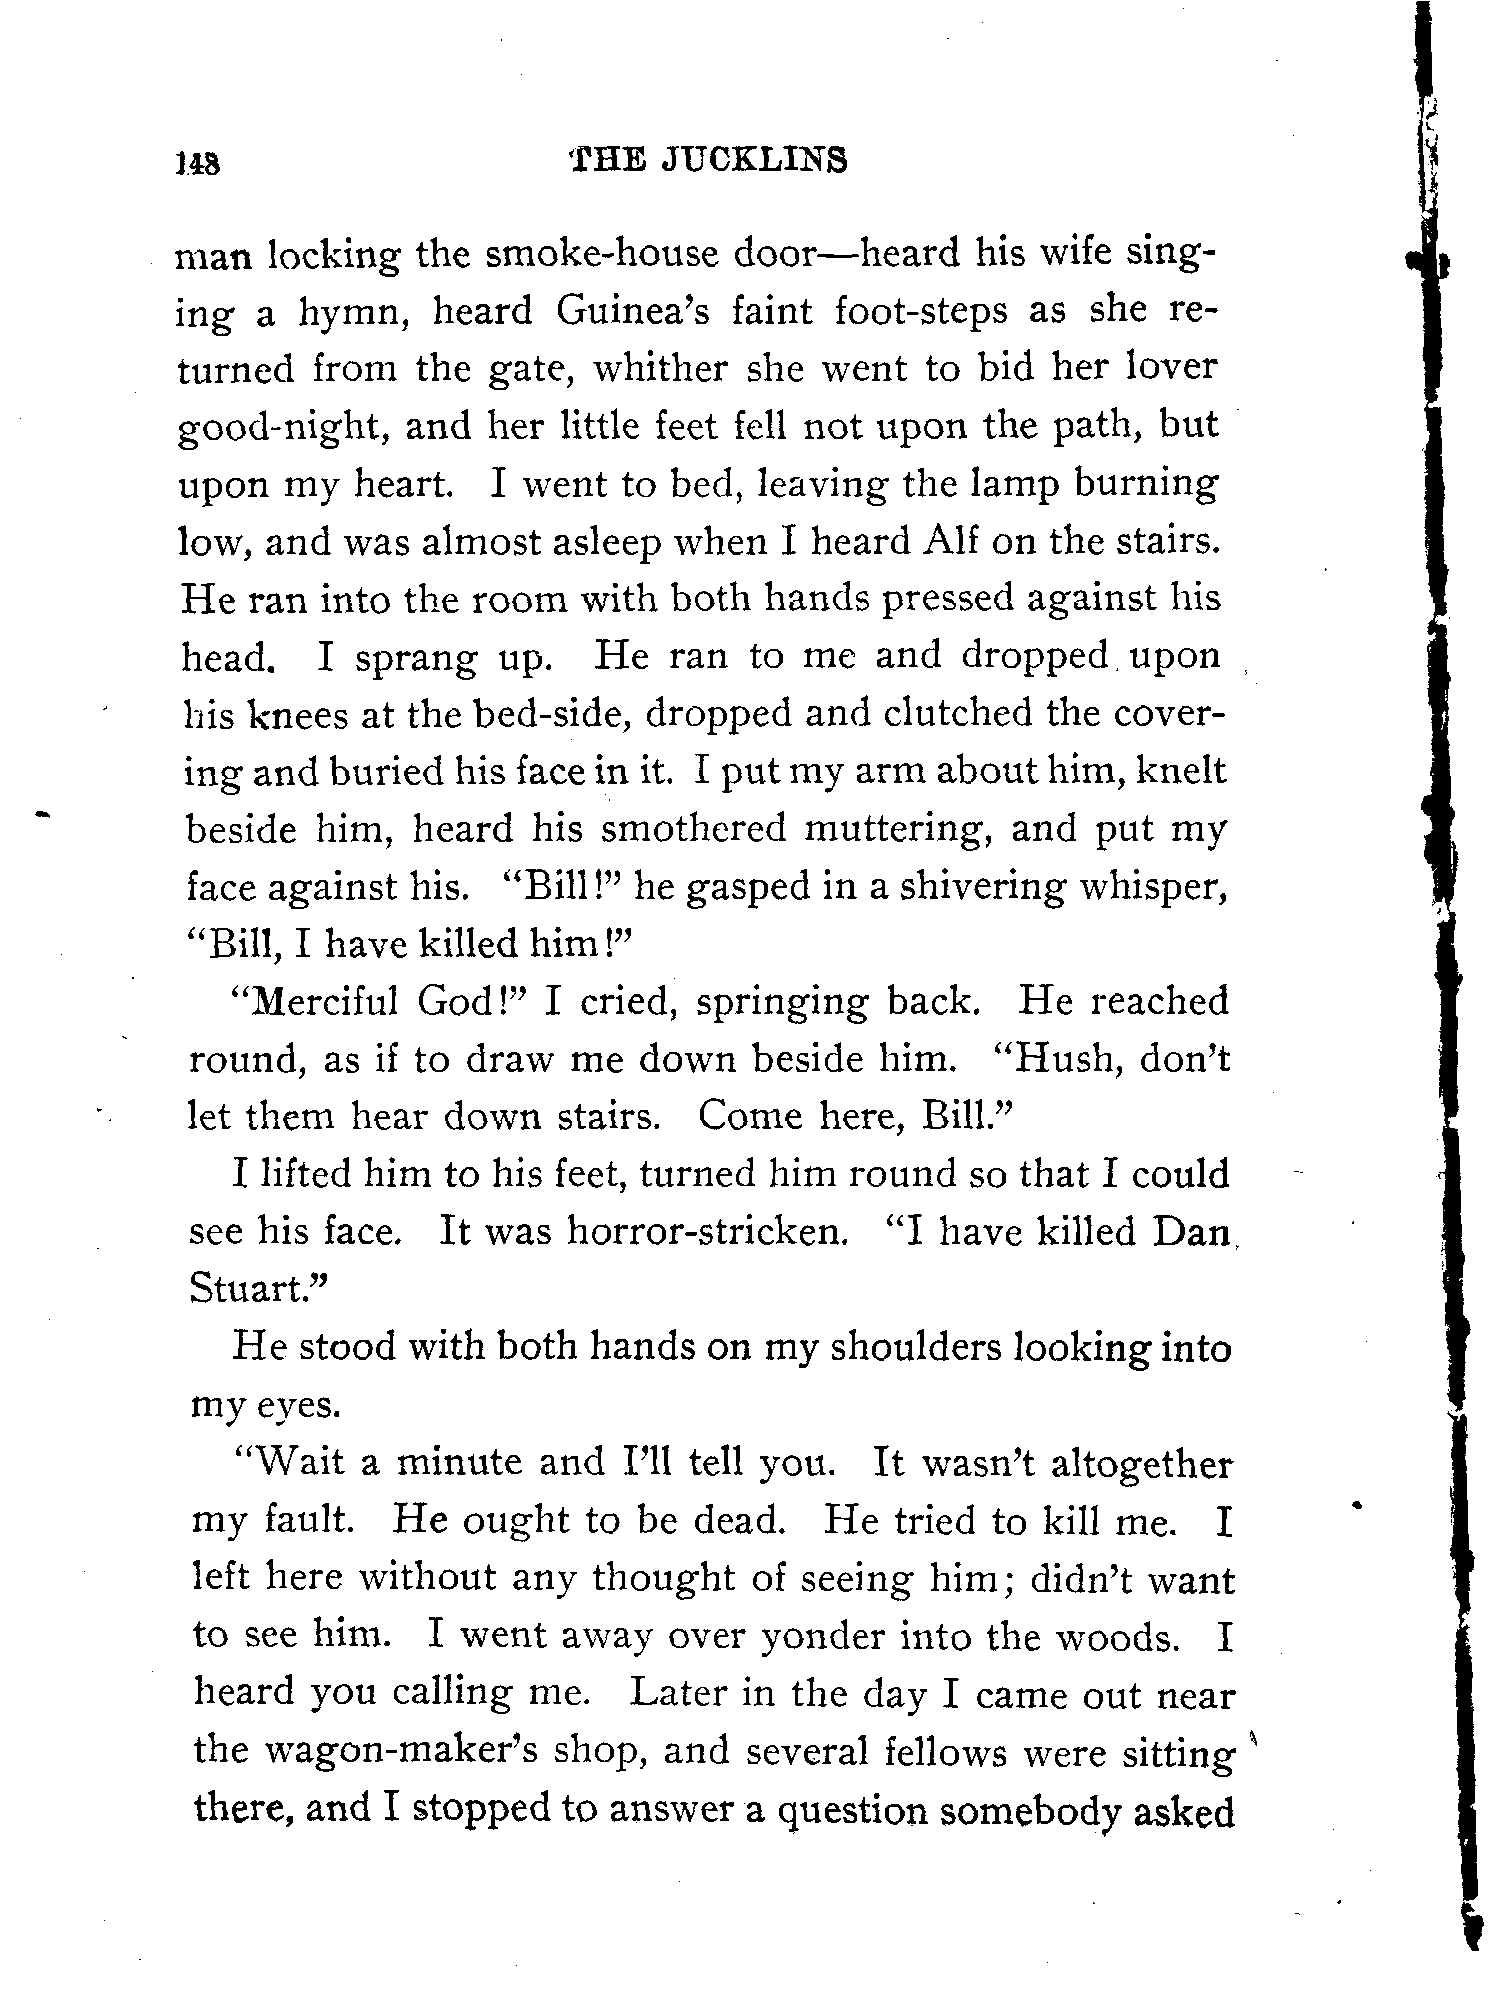 148 THE JUCKLINS
man locking the smoke-house door—heard his wife sing-
ing a hymn, heard Guinea's faint foot-steps as she re-
turned from the gate, whither she went to bid her lover
good-night, and her little feet fell not upon the path, but
upon my heart. I went to bed, leaving the lamp burning
low, and was almost asleep when I heard Alf on the stairs.
He ran into the room with both hands pressed against his
head. I sprang up. He ran to me and dropped upon
his knees at the bed-side, dropped and clutched the cover-
ing and buried his face in it. I put my arm about him, knelt
beside him, heard his smothered muttering, and put my
face against his. "Bill!" he gasped in a shivering whisper,
"Bill, I have killed him!"
"Merciful God!" I cried, springing back. He reached
round, as if to draw me down beside him. "Hush, don't
let them hear down stairs. Come here, Bill."
I lifted him to his feet, turned him round so that I could
see his face. It was horror-stricken. "I have killed Dan
Stuart."
He stood with both hands on my shoulders looking into
my eyes.
"Wait a minute and I'll tell you. It wasn't altogether
my fault. He ought to be dead. He tried to kill me. I
left here without any thought of seeing him; didn't want
to see him. I went away over yonder into the woods. I
heard you calling me. Later in the day I came out near
the wagon-maker's shop, and several fellows were sitting
there, and I stopped to answer a question somebody asked